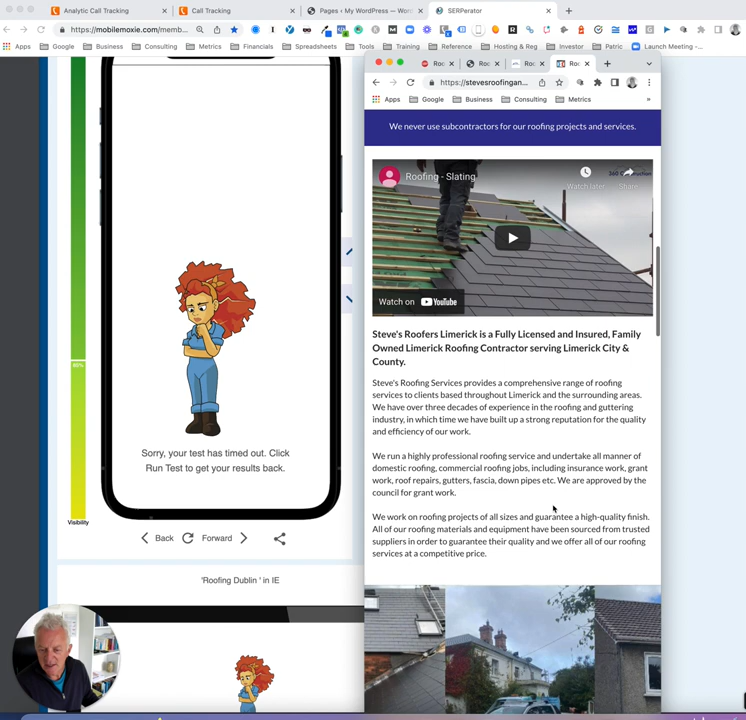 Analytic Call Tracking
Call Tracking
Pages ‹ My WordPress — Wor
SERPerator
https://mobilemoxie.com/memb...
Apps
Google
Business
Consulting
Metrics
Financials
Spreadsheets
Tools
Training
Reference
Hosting & Reg
Investor
Patric
Launch Meeting -...
Roo
Roo
Roo
Roo
https://stevesroofingan...
Apps
Google
Business
Consulting
Metrics
»
We never use subcontractors for our roofing projects and services.
Roofing - Slating
Watch later
Share
Watch on YouTube
Steve's Roofers Limerick is a Fully Licensed and Insured, Family
Owned Limerick Roofing Contractor serving Limerick City &
County.
Steve's Roofing Services provides a comprehensive range of roofing
services to clients based throughout Limerick and the surrounding areas.
We have over three decades of experience in the roofing and guttering
industry, in which time we have built up a strong reputation for the quality
and efficiency of our work.
We run a highly professional roofing service and undertake all manner of
domestic roofing, commercial roofing jobs, including insurance work, grant
work, roof repairs, gutters, fascia, down pipes etc. We are approved by the
council for grant work.
We work on roofing projects of all sizes and guarantee a high-quality finish.
All of our roofing materials and equipment have been sourced from trusted
suppliers in order to guarantee their quality and we offer all of our roofing
services at a competitive price.
85%
Visibility
Sorry, your test has timed out. Click
Run Test to get your results back.
Back
Forward
'Roofing Dublin ' in IE